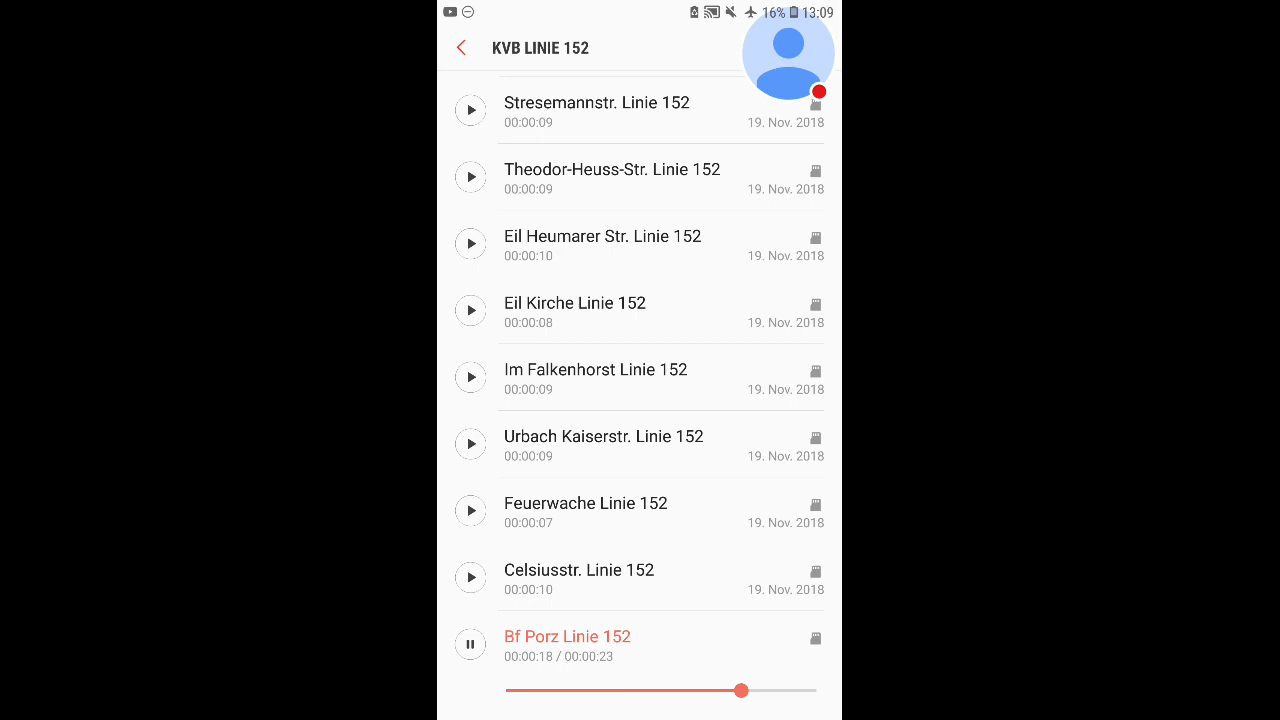 16% 13:09
KVB LINIE 152
Stresemannstr. Linie 152
00:00:09 19. Nov. 2018
Theodor-Heuss-Str. Linie 152
00:00:09 19. Nov. 2018
Eil Heumarer Str. Linie 152
00:00:10 19. Nov. 2018
Eil Kirche Linie 152
00:00:08 19. Nov. 2018
Im Falkenhorst Linie 152
00:00:09 19. Nov. 2018
Urbach Kaiserstr. Linie 152
00:00:09 19. Nov. 2018
Feuerwache Linie 152
00:00:07 19. Nov. 2018
Celsiusstr. Linie 152
00:00:10 19. Nov. 2018
Bf Porz Linie 152
00:00:18 / 00:00:23